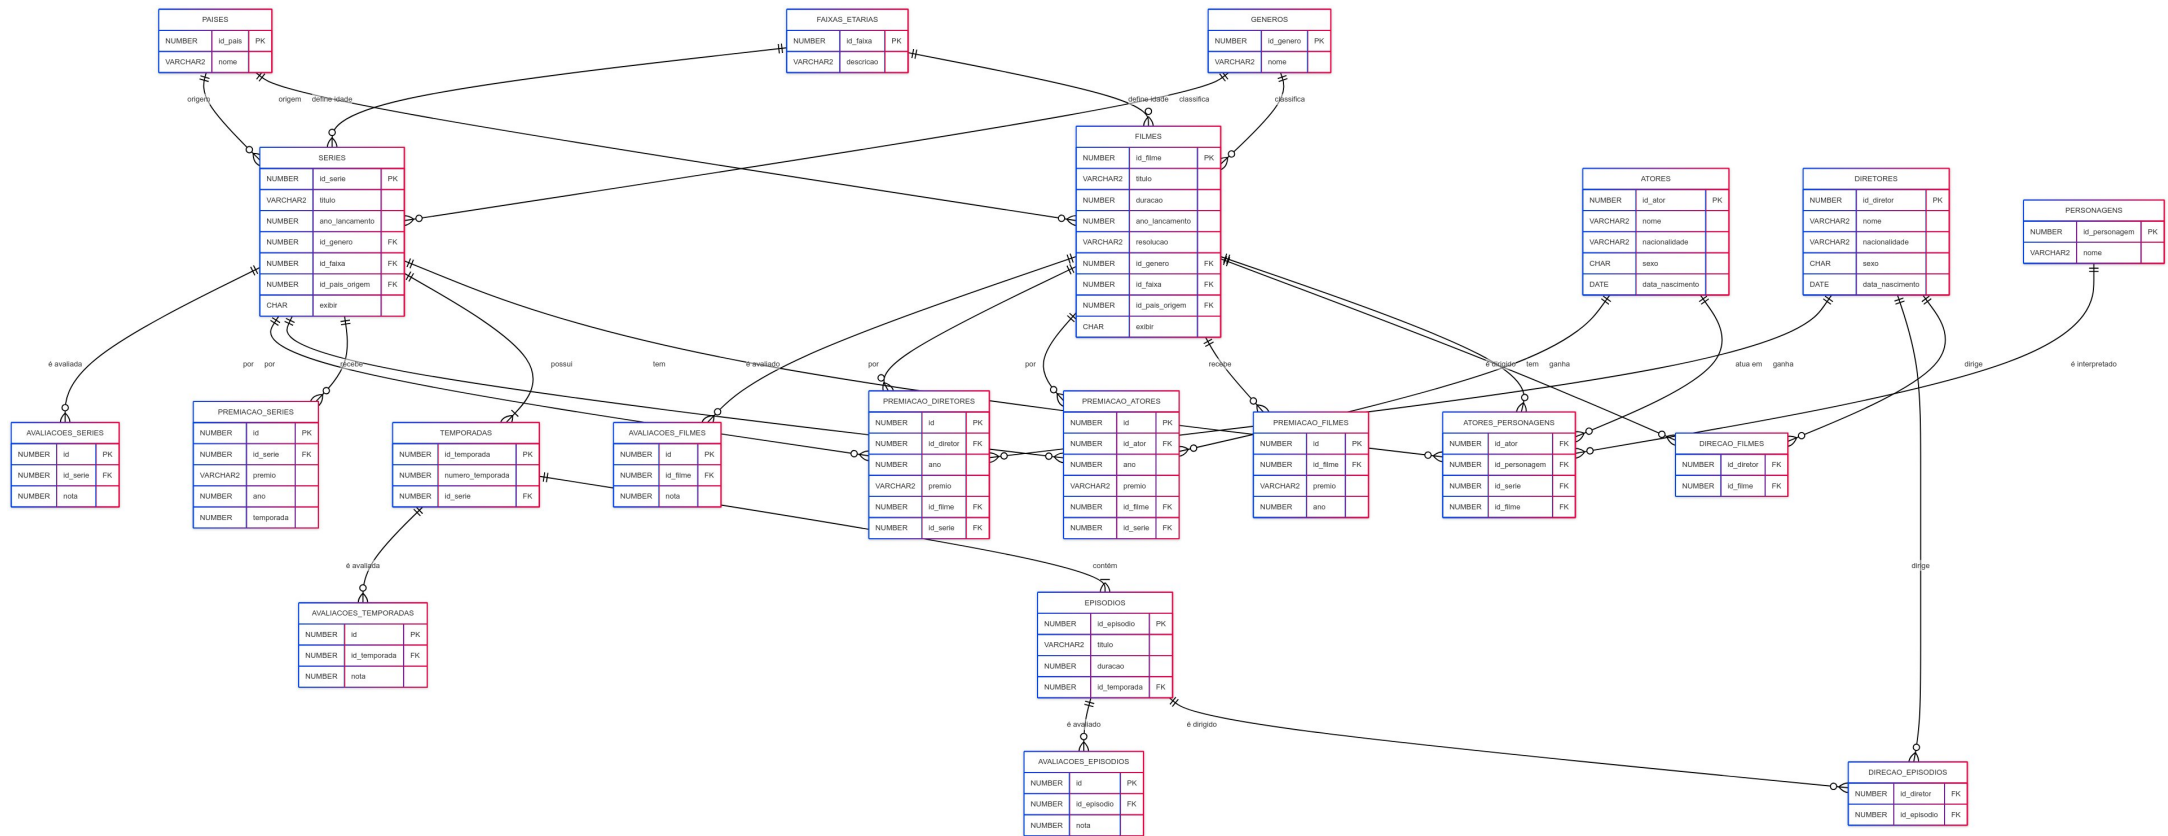 PAISES
NUMBER id_pais PK
VARCHAR2 nome
FAIXAS_ETARIAS
NUMBER id_faixa PK
VARCHAR2 descricao
GENEROS
NUMBER id_genero PK
VARCHAR2 nome
origem
origem
define idade
define idade
classifica
classifica
SERIES
NUMBER id_serie PK
VARCHAR2 titulo
NUMBER ano_lancamento
NUMBER id_genero FK
NUMBER id_faixa FK
NUMBER id_pais_origem FK
CHAR exibir
FILMES
NUMBER id_filme PK
VARCHAR2 titulo
NUMBER duracao
NUMBER ano_lancamento
VARCHAR2 resolucao
NUMBER id_genero FK
NUMBER id_faixa FK
NUMBER id_pais_origem FK
CHAR exibir
ATORES
NUMBER id_ator PK
VARCHAR2 nome
VARCHAR2 nacionalidade
CHAR sexo
DATE data_nascimento
DIRETORES
NUMBER id_diretor PK
VARCHAR2 nome
VARCHAR2 nacionalidade
CHAR sexo
DATE data_nascimento
PERSONAGENS
NUMBER id_personagem PK
VARCHAR2 nome
é avaliada
por
por
recebe
possui
tem
é avaliado
por
por
recebe
é dirigido
tem
ganha
atua em
ganha
dirige
é interpretado
AVALIACOES_SERIES
NUMBER id PK
NUMBER id_serie FK
NUMBER nota
PREMIACAO_SERIES
NUMBER id PK
NUMBER id_serie FK
VARCHAR2 premio
NUMBER ano
NUMBER temporada
TEMPORADAS
NUMBER id_temporada PK
NUMBER numero_temporada
NUMBER id_serie FK
AVALIACOES_FILMES
NUMBER id PK
NUMBER id_filme FK
NUMBER nota
PREMIACAO_DIRETORES
NUMBER id PK
NUMBER id_diretor FK
NUMBER ano
VARCHAR2 premio
NUMBER id_filme FK
NUMBER id_serie FK
PREMIACAO_ATORES
NUMBER id PK
NUMBER id_ator FK
NUMBER ano
VARCHAR2 premio
NUMBER id_filme FK
NUMBER id_serie FK
PREMIACAO_FILMES
NUMBER id PK
NUMBER id_filme FK
VARCHAR2 premio
NUMBER ano
ATORES_PERSONAGENS
NUMBER id_ator FK
NUMBER id_personagem FK
NUMBER id_serie FK
NUMBER id_filme FK
DIRECAO_FILMES
NUMBER id_diretor FK
NUMBER id_filme FK
é avaliada
contém
dirige
AVALIACOES_TEMPORADAS
NUMBER id PK
NUMBER id_temporada FK
NUMBER nota
EPISODIOS
NUMBER id_episodio PK
VARCHAR2 titulo
NUMBER duracao
NUMBER id_temporada FK
é avaliado
é dirigido
AVALIACOES_EPISODIOS
NUMBER id PK
NUMBER id_episodio FK
NUMBER nota
DIRECAO_EPISODIOS
NUMBER id_diretor FK
NUMBER id_episodio FK